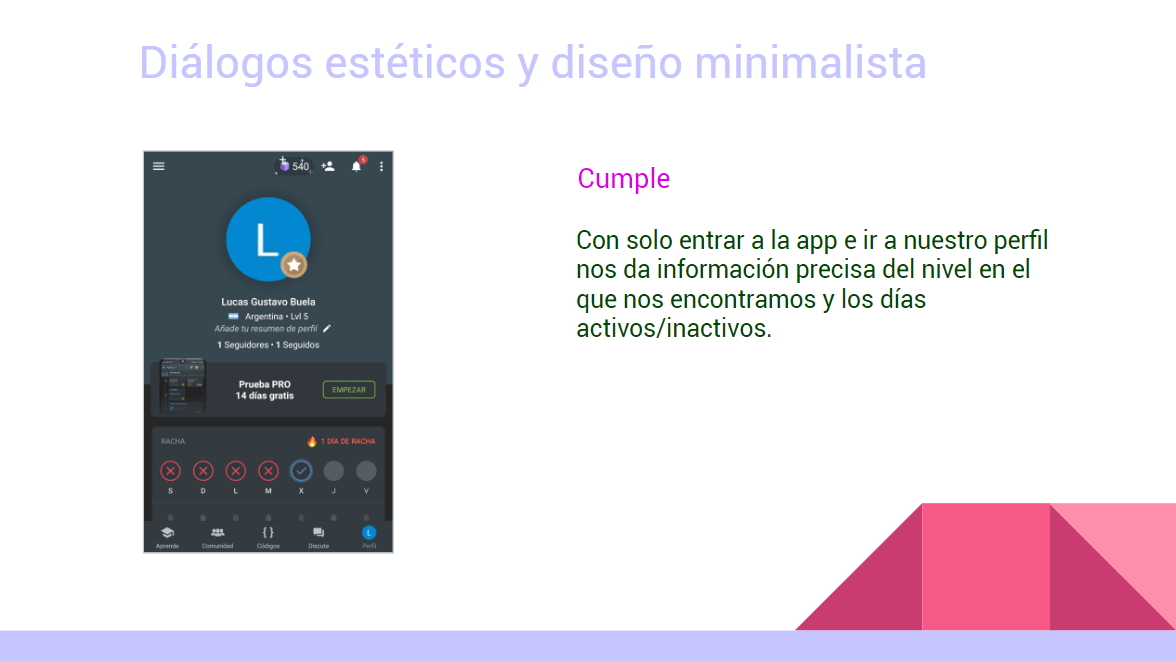 Diálogos estéticos y diseño minimalista
540
Lucas Gustavo Buela
Argentina • Lvl 5
Añade tu resumen de perfil
1 Seguidores • 1 Seguidos
Prueba PRO
14 días gratis
EMPEZAR
RACHA
1 DÍA DE RACHA
S D L M X J V
Aprende Comunidad Códigos Discute Perfil
L
L
Cumple
Con solo entrar a la app e ir a nuestro perfil
nos da información precisa del nivel en el
que nos encontramos y los días
activos/inactivos.